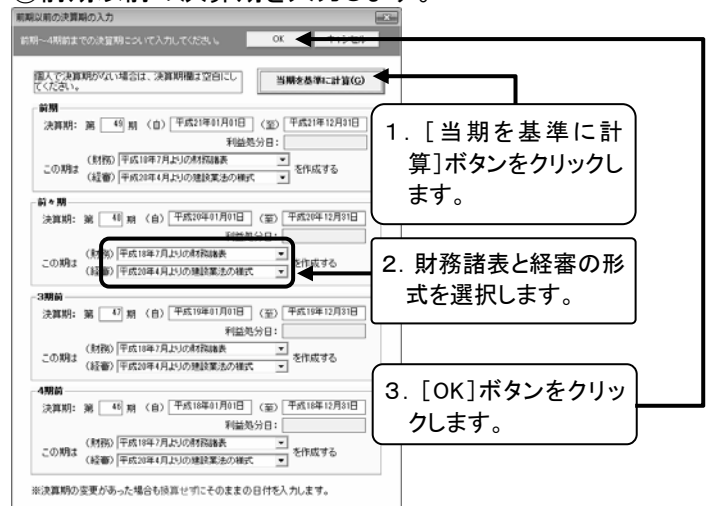 前期以前の決算期の入力
前期～4期前までの決算期について入力してください。
OK
個人で決算期がない場合は、決算期欄は空白にし
てください。
当期を基準に計算(G)
前期
決算期: 第 49 期 (自) 平成21年01月01日 (至) 平成21年12月31日
利益処分日:
この期は (財務) 平成18年7月よりの財務諸表
(経審) 平成20年4月よりの建設業法の様式 を作成する
前々期
決算期: 第 48 期 (自) 平成20年01月01日 (至) 平成20年12月31日
利益処分日:
この期は (財務) 平成18年7月よりの財務諸表
(経審) 平成20年4月よりの建設業法の様式 を作成する
3期前
決算期: 第 47 期 (自) 平成19年01月01日 (至) 平成19年12月31日
利益処分日:
この期は (財務) 平成18年7月よりの財務諸表
(経審) 平成20年4月よりの建設業法の様式 を作成する
4期前
決算期: 第 46 期 (自) 平成18年01月01日 (至) 平成18年12月31日
利益処分日:
この期は (財務) 平成18年7月よりの財務諸表
(経審) 平成20年4月よりの建設業法の様式 を作成する
※決算期の変更があった場合も換算せずにそのままの日付を入力します。
1．[当期を基準に計
算]ボタンをクリックし
ます。
2．財務諸表と経審の形
式を選択します。
3．[OK]ボタンをクリッ
クします。